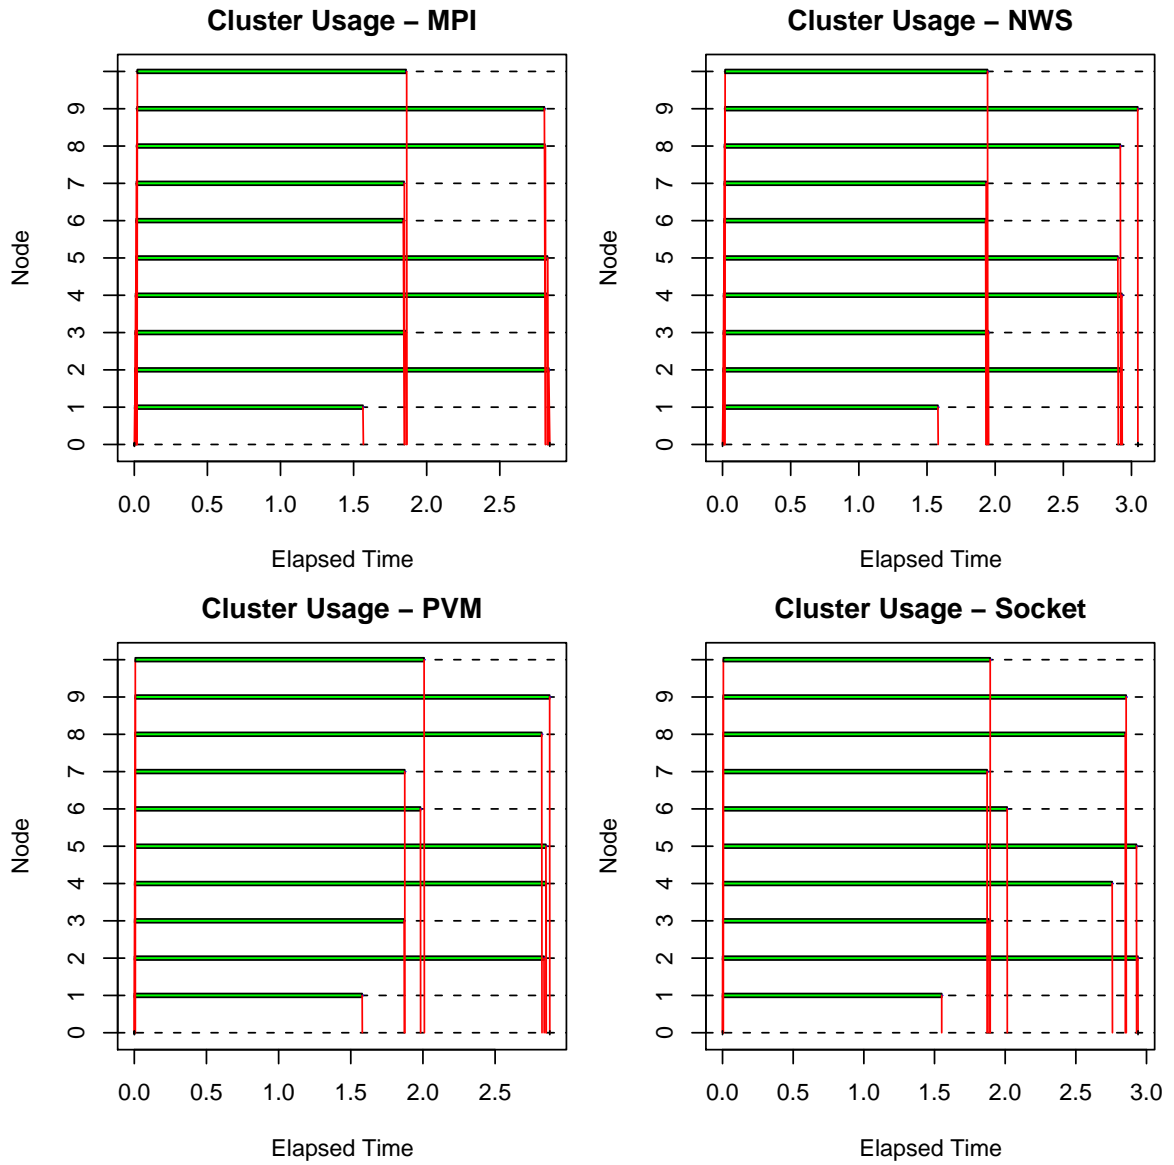 Cluster Usage – MPI
Node
9
8
7
6
5
4
3
2
1
0
0.0 0.5 1.0 1.5 2.0 2.5
Elapsed Time
Cluster Usage – NWS
Node
9
8
7
6
5
4
3
2
1
0
0.0 0.5 1.0 1.5 2.0 2.5 3.0
Elapsed Time
Cluster Usage – PVM
Node
9
8
7
6
5
4
3
2
1
0
0.0 0.5 1.0 1.5 2.0 2.5
Elapsed Time
Cluster Usage – Socket
Node
9
8
7
6
5
4
3
2
1
0
0.0 0.5 1.0 1.5 2.0 2.5 3.0
Elapsed Time